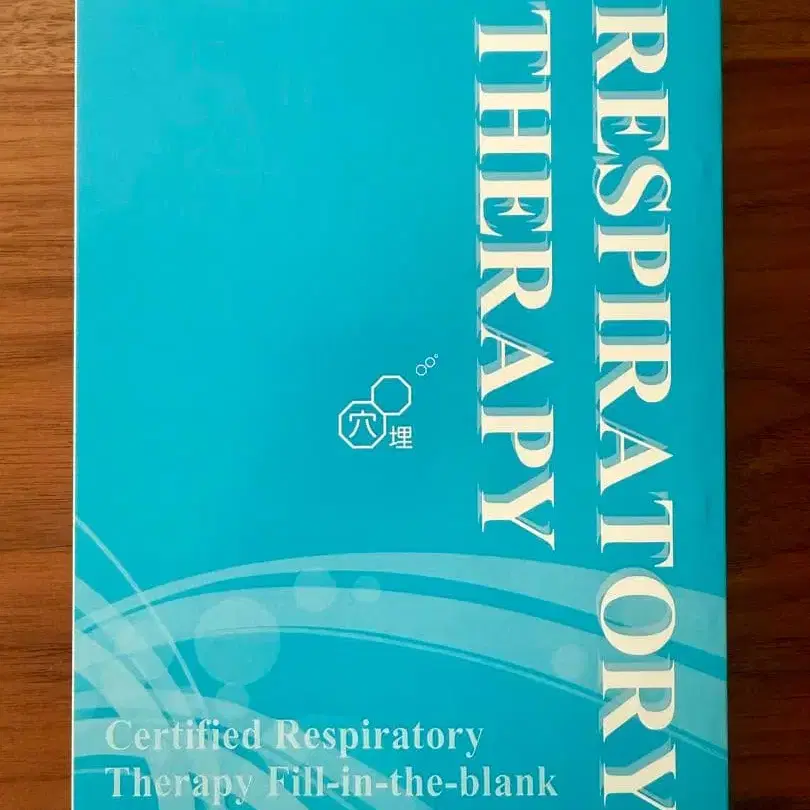 RESPIRATORY
THERAPY
穴埋
Certified Respiratory
Therapy Fill-in-the-blank